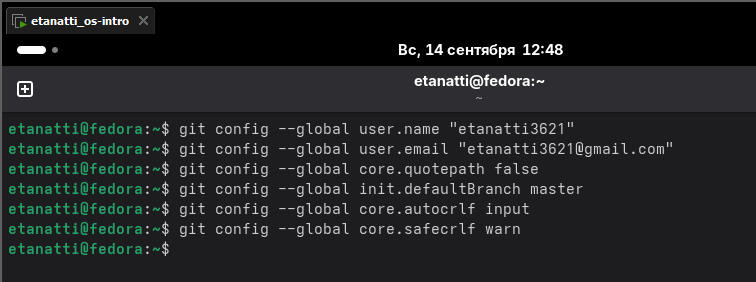 etanatti_os-intro
Вс, 14 сентября 12:48
etanatti@fedora:~
~
etanatti@fedora:~$ git config --global user.name "etanatti3621"
etanatti@fedora:~$ git config --global user.email "etanatti3621@gmail.com"
etanatti@fedora:~$ git config --global core.quotepath false
etanatti@fedora:~$ git config --global init.defaultBranch master
etanatti@fedora:~$ git config --global core.autocrlf input
etanatti@fedora:~$ git config --global core.safecrlf warn
etanatti@fedora:~$